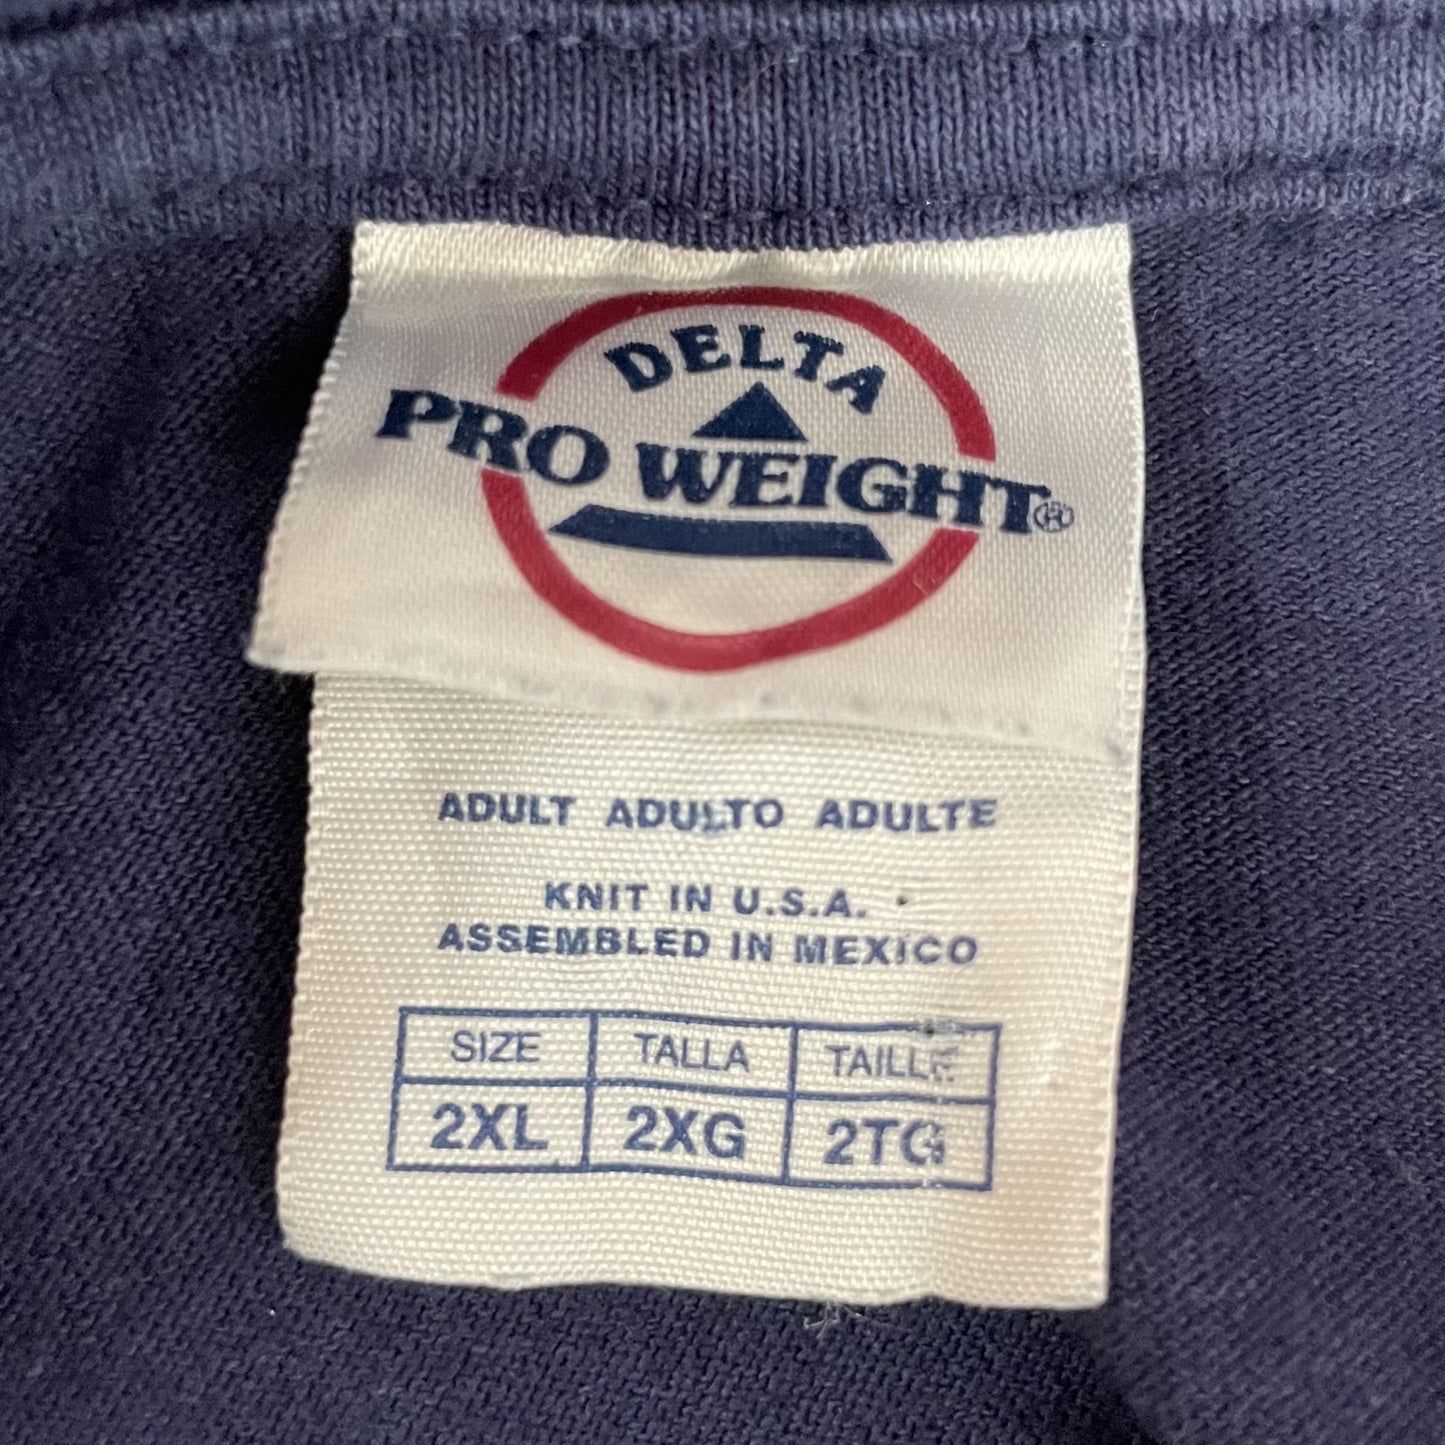 DELTA
PRO WEIGHT®
ADULT ADULTO ADULTE
KNIT IN U.S.A.
ASSEMBLED IN MEXICO
SIZE TALLA TAILLE
2XL 2XG 2TG